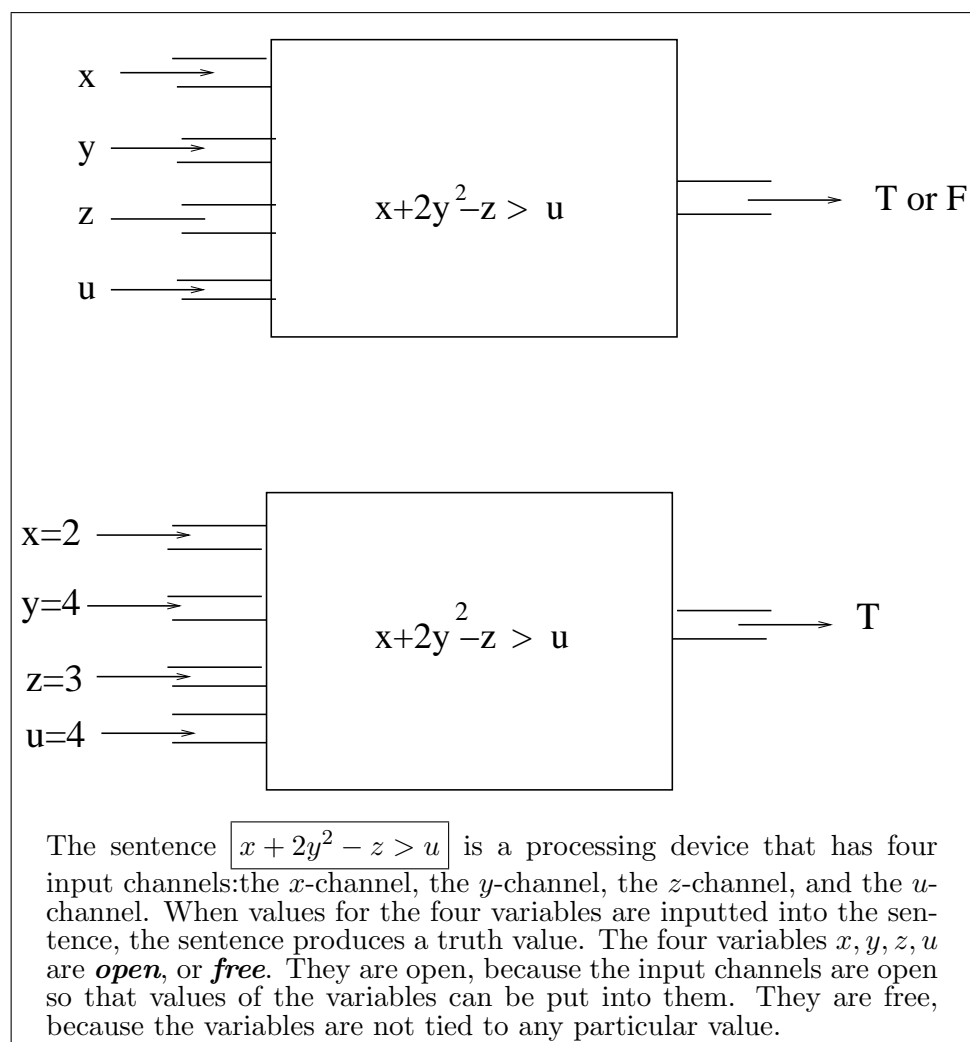 x
y
z
u
x+2y²–z > u
T or F
x=2
y=4
z=3
u=4
x+2y²–z > u
T
The sentence x + 2y² − z > u is a processing device that has four
input channels:the x-channel, the y-channel, the z-channel, and the u-
channel. When values for the four variables are inputted into the sen-
tence, the sentence produces a truth value. The four variables x, y, z, u
are open, or free. They are open, because the input channels are open
so that values of the variables can be put into them. They are free,
because the variables are not tied to any particular value.